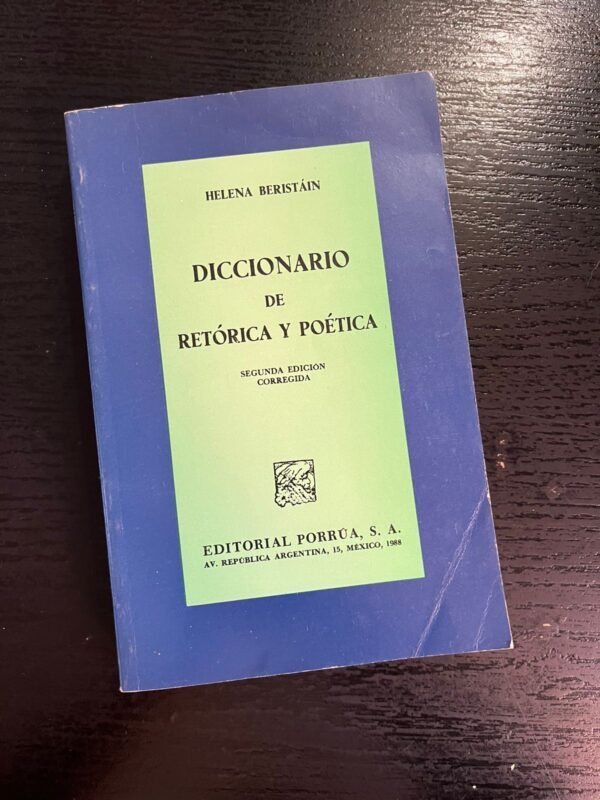 HELENA BERISTÁIN
DICCIONARIO
DE
RETÓRICA Y POÉTICA
SEGUNDA EDICIÓN
CORREGIDA
EDITORIAL PORRÚA, S. A.
AV. REPÚBLICA ARGENTINA, 15, MÉXICO, 1988